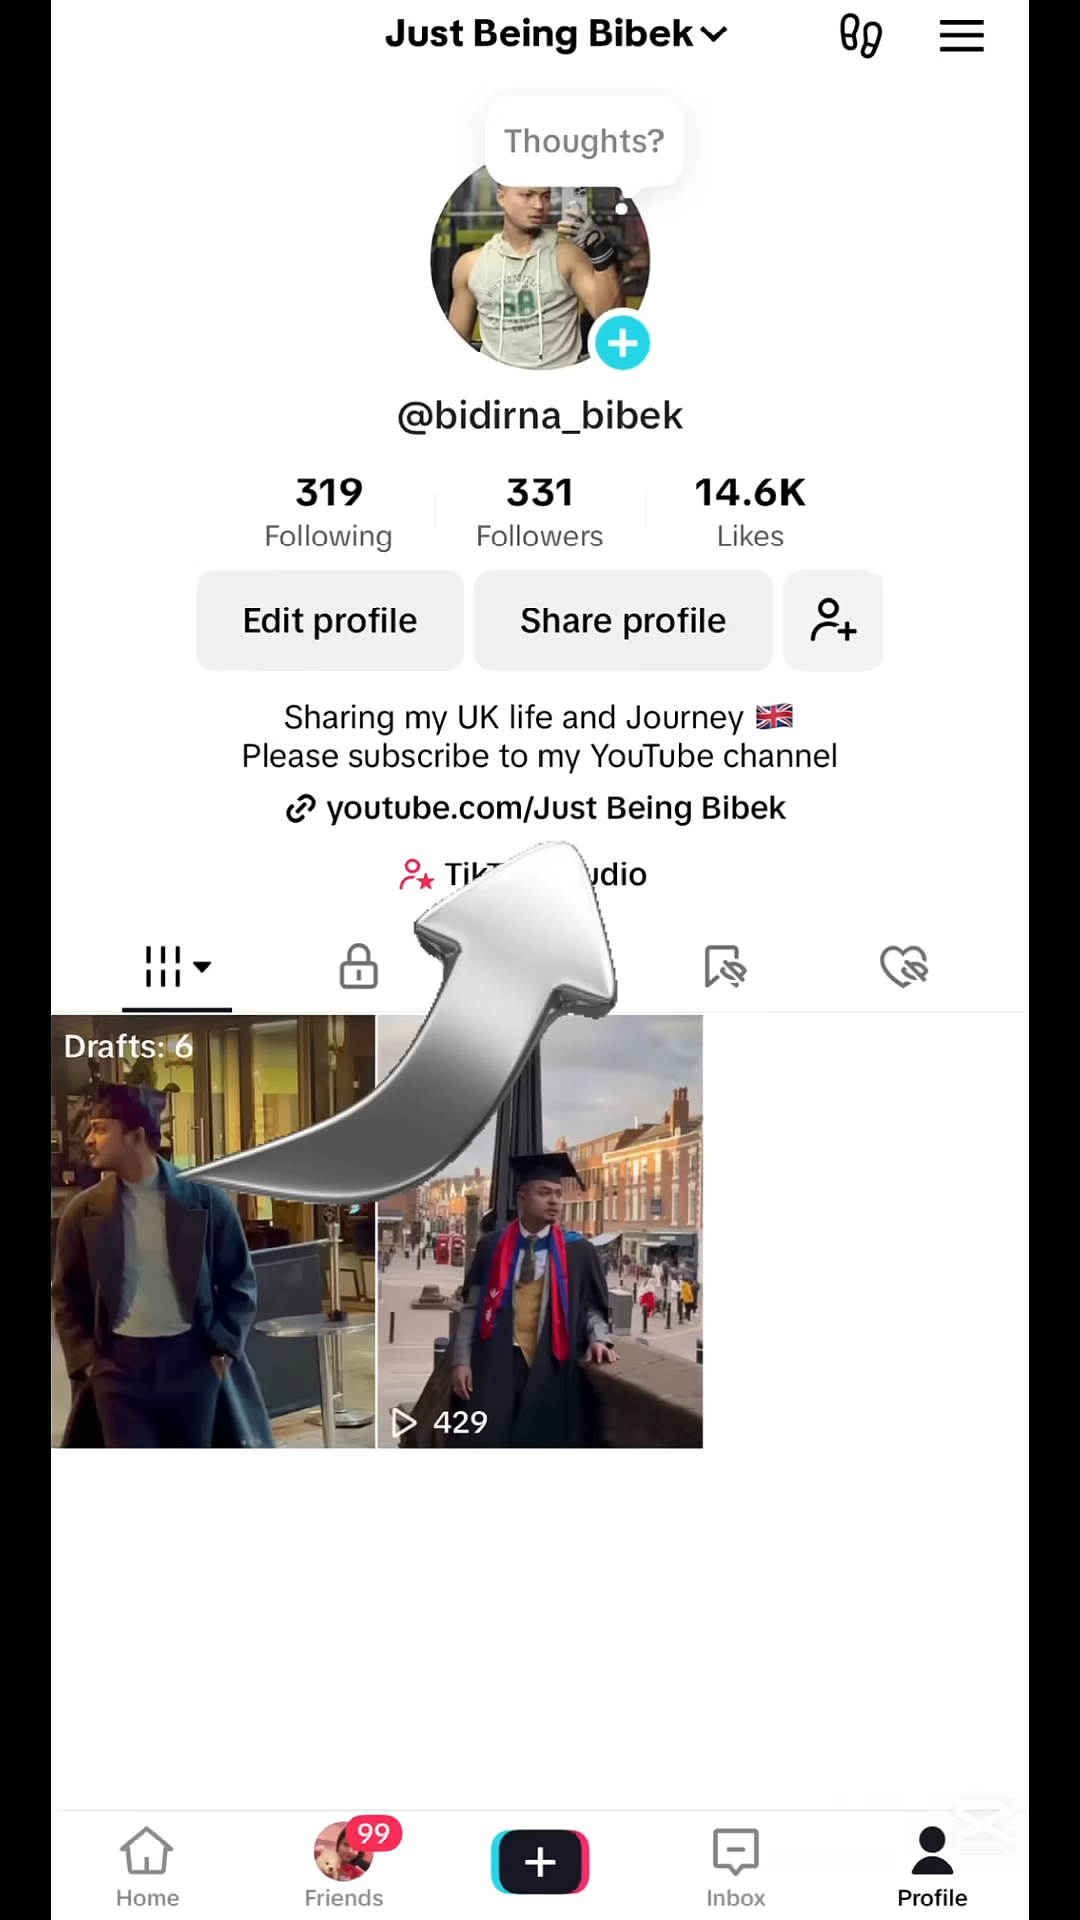 Just Being Bibek
Thoughts?
@bidirna_bibek
319
Following
331
Followers
14.6K
Likes
Edit profile
Share profile
Sharing my UK life and Journey 🇬🇧
Please subscribe to my YouTube channel
youtube.com/Just Being Bibek
Drafts: 6
429
Home
99
Friends
Inbox
Profile